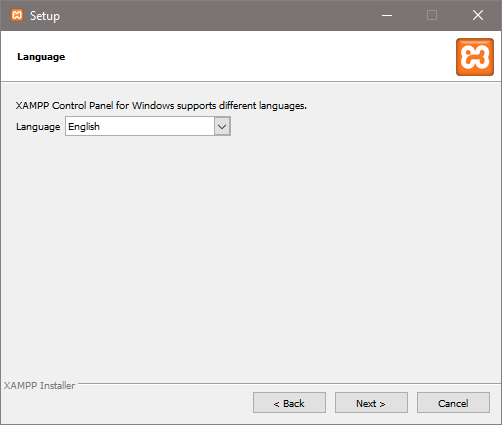 Setup
Language
XAMPP Control Panel for Windows supports different languages.
Language English
XAMPP Installer
< Back Next > Cancel